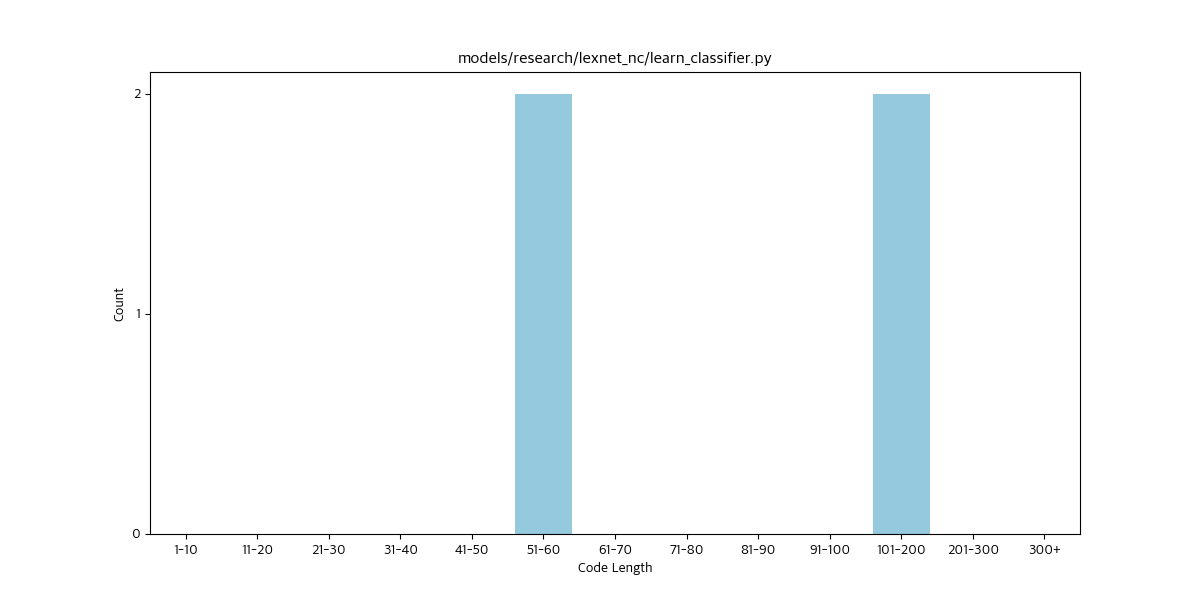 models/research/lexnet_nc/learn_classifier.py
2
1
0
Count
1-10 11-20 21-30 31-40 41-50 51-60 61-70 71-80 81-90 91-100 101-200 201-300 300+
Code Length